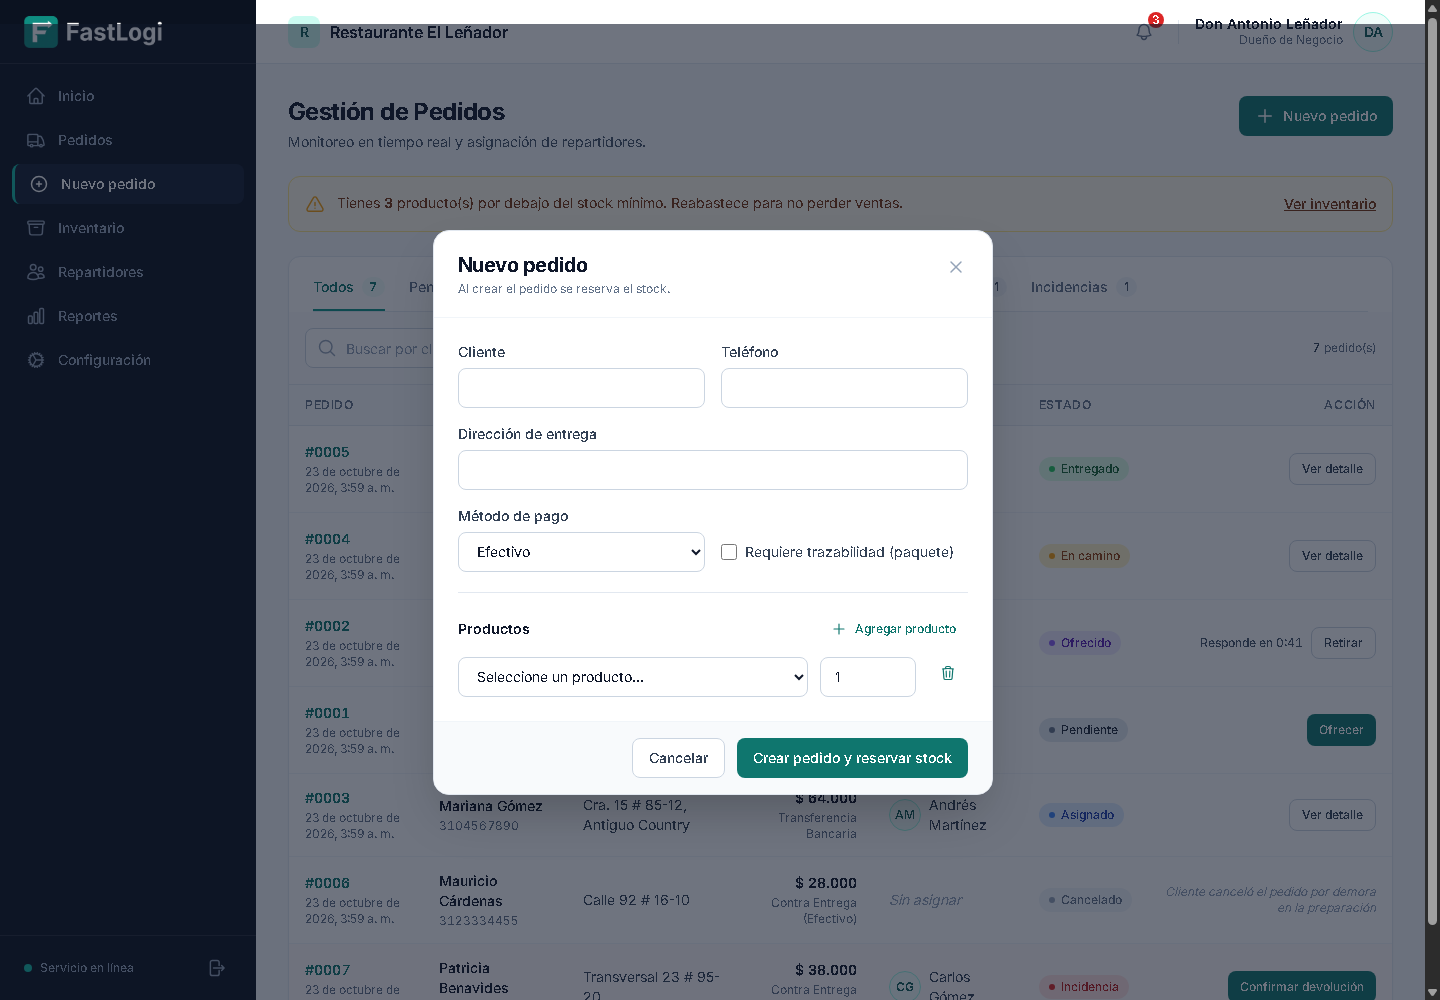 FastLogi
R
Restaurante El Leñador
3
Don Antonio Leñador
Dueño de Negocio
DA
Inicio
Pedidos
Nuevo pedido
Inventario
Repartidores
Reportes
Configuración
Servicio en línea
Gestión de Pedidos
Monitoreo en tiempo real y asignación de repartidores.
Nuevo pedido
Tienes 3 producto(s) por debajo del stock mínimo. Reabastece para no perder ventas.
Ver inventario
Todos 7
1
Incidencias 1
7 pedido(s)
PEDIDO
ESTADO
ACCIÓN
#0005
23 de octubre de
2026, 3:59 a. m.
Entregado
Ver detalle
#0004
23 de octubre de
2026, 3:59 a. m.
En camino
Ver detalle
#0002
23 de octubre de
2026, 3:59 a. m.
Ofrecido
Responde en 0:41
Retirar
#0001
23 de octubre de
2026, 3:59 a. m.
Pendiente
Ofrecer
#0003
23 de octubre de
2026, 3:59 a. m.
Mariana Gómez
3104567890
Cra. 15 # 85-12,
Antiguo Country
$ 64.000
Transferencia
Bancaria
AM
Andrés
Martínez
Asignado
Ver detalle
#0006
23 de octubre de
2026, 3:59 a. m.
Mauricio
Cárdenas
3123334455
Calle 92 # 16-10
$ 28.000
Contra Entrega
(Efectivo)
Sin asignar
Cancelado
Cliente canceló el pedido por demora
en la preparación
#0007
23 de octubre de
Patricia
Benavides
Transversal 23 # 95-
20
$ 38.000
Contra Entrega
CG
Carlos
Gómez
Incidencia
Confirmar devolución
Nuevo pedido
Al crear el pedido se reserva el stock.
Cliente
Teléfono
Dirección de entrega
Método de pago
Efectivo
Requiere trazabilidad (paquete)
Productos
Agregar producto
Seleccione un producto...
1
Cancelar
Crear pedido y reservar stock